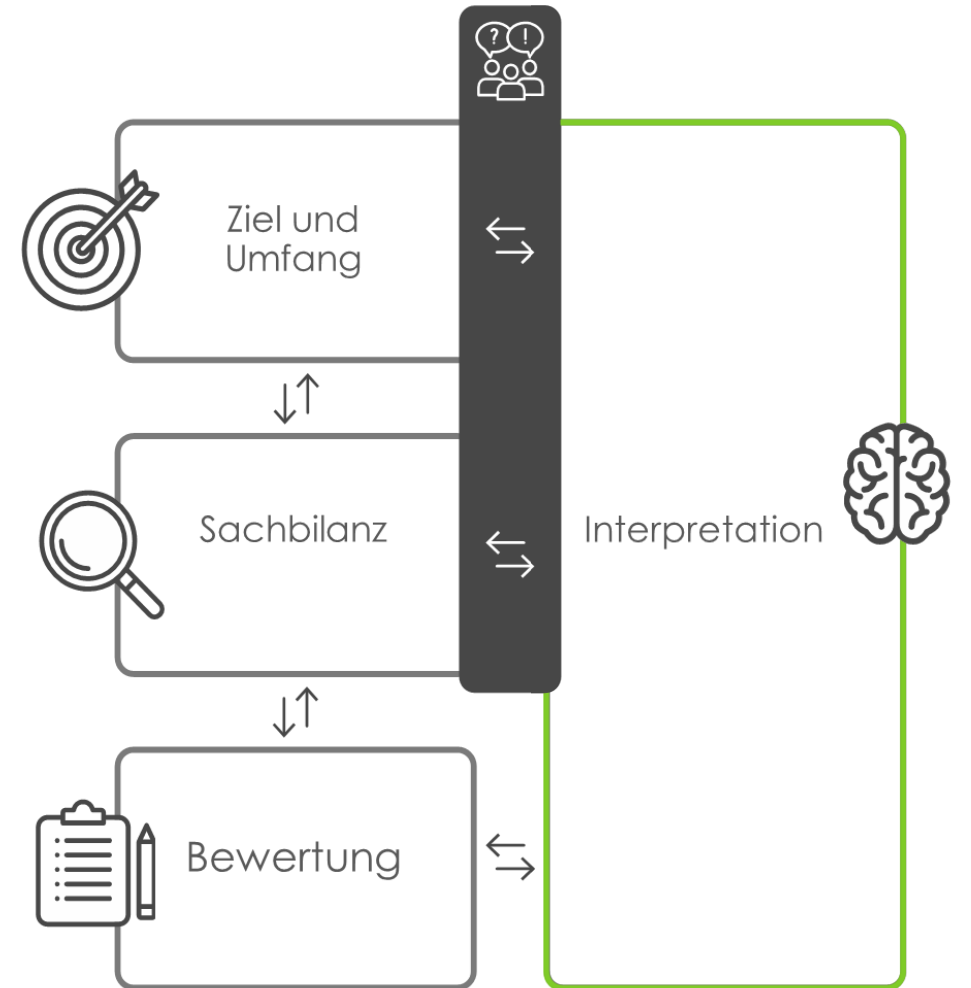 ? !
Ziel und
Umfang
Sachbilanz
Interpretation
Bewertung